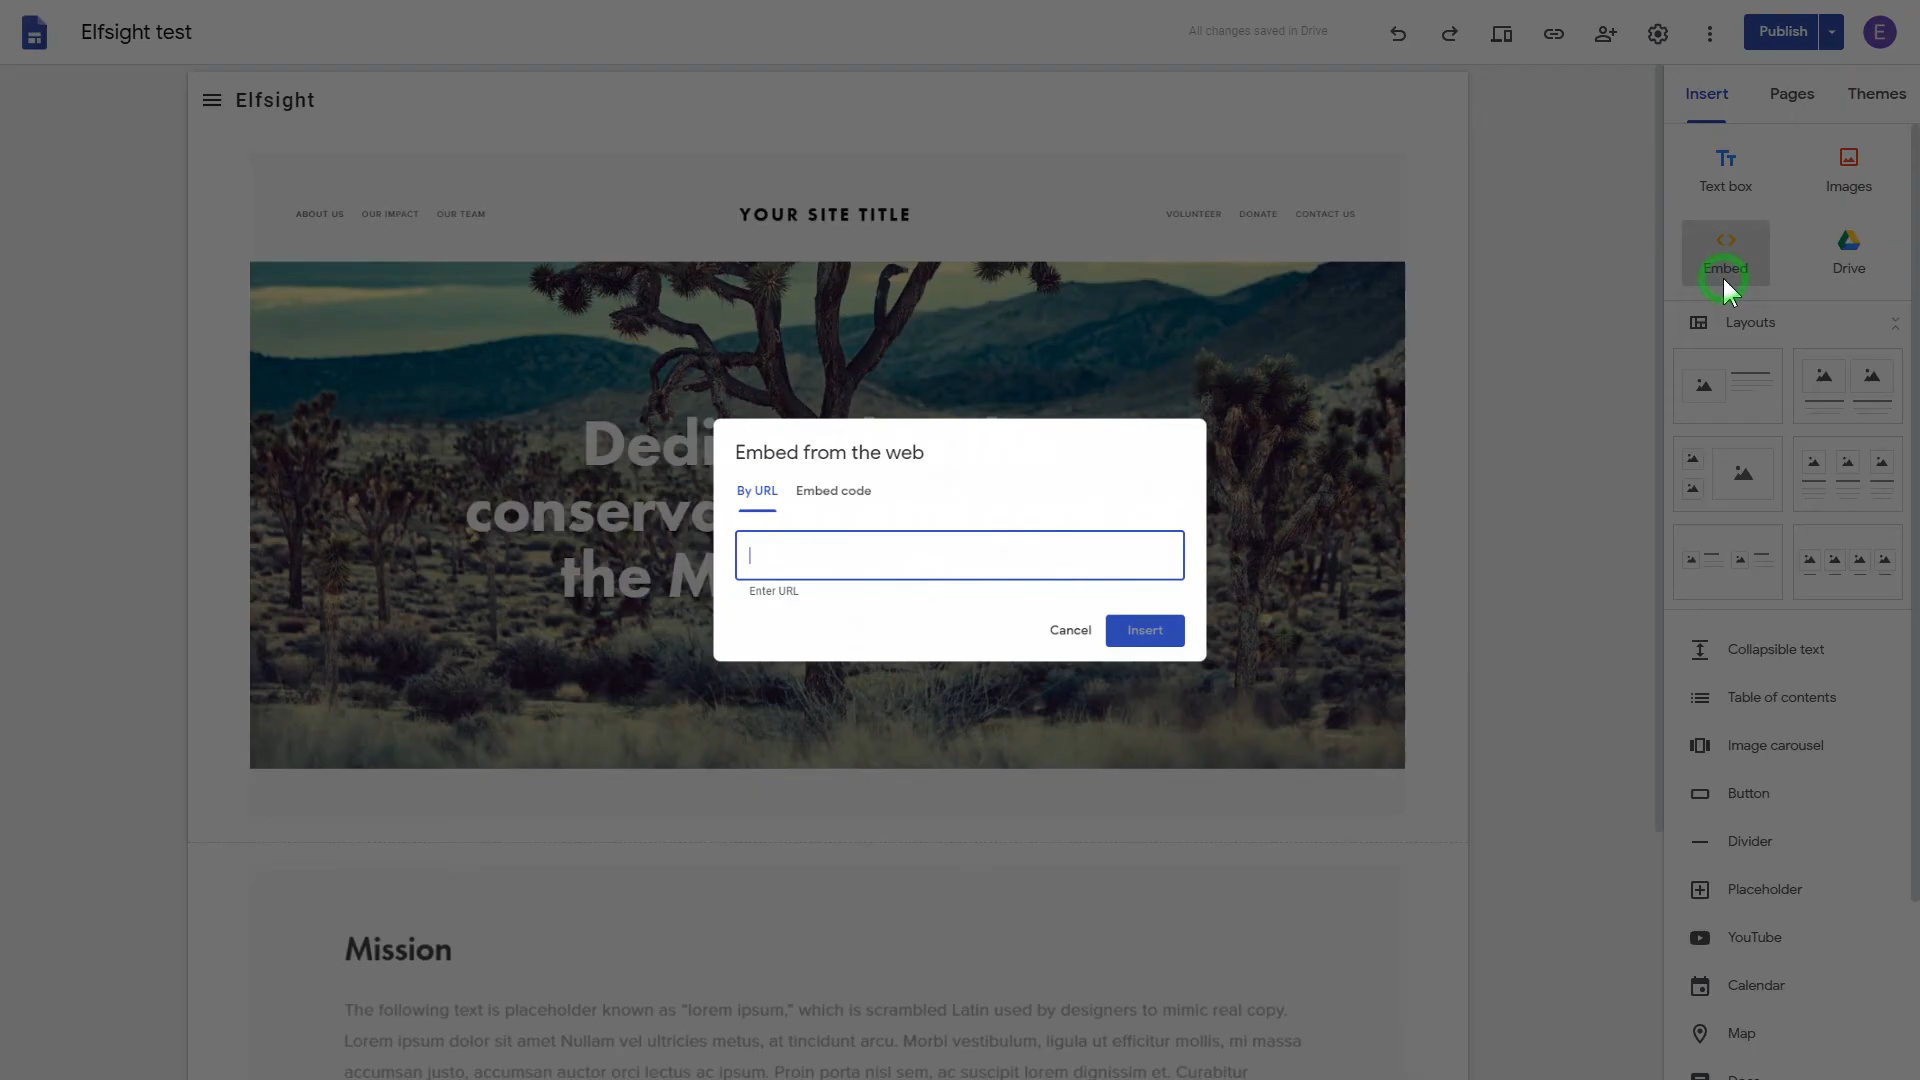 Elfsight test
All changes saved in Drive
Publish
E
Elfsight
ABOUT US OUR IMPACT OUR TEAM
YOUR SITE TITLE
VOLUNTEER DONATE CONTACT US
conserv
the M
Embed from the web
By URL Embed code
Enter URL
Cancel Insert
Mission
The following text is placeholder known as “lorem ipsum,” which is scrambled Latin used by designers to mimic real copy.
Lorem ipsum dolor sit amet Nullam vel ultricies metus, at tincidunt arcu. Morbi vestibulum, ligula ut efficitur mollis, mi massa
accumsan justo, accumsan auctor orci lectus ac ipsum. Proin porta nisl sem, ac suscipit lorem dignissim et. Curabitur
Insert Pages Themes
Text box Images
Embed Drive
Layouts
Collapsible text
Table of contents
Image carousel
Button
Divider
Placeholder
YouTube
Calendar
Map